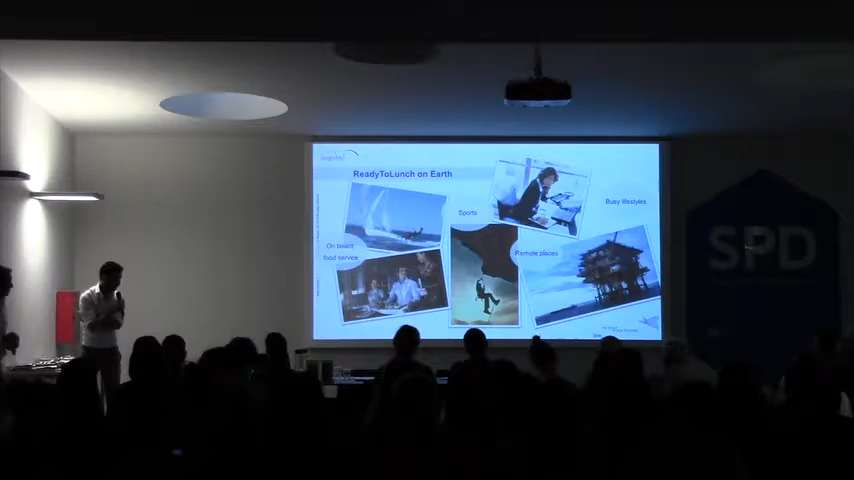 ReadyToLunch on Earth
Sports
Busy lifestyles
On board
food service
Remote places
SPD